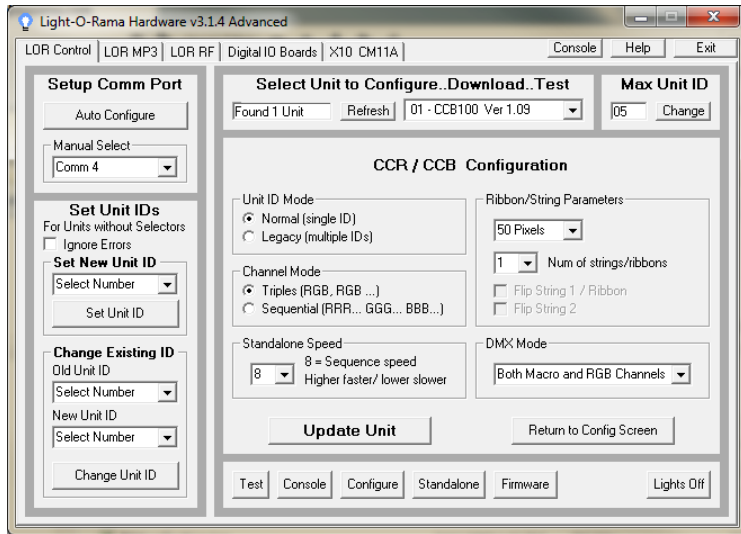 Light-O-Rama Hardware v3.1.4 Advanced
LOR Control
LOR MP3
LOR RF
Digital IO Boards
X10 CM11A
Console
Help
Exit
Setup Comm Port
Auto Configure
Manual Select
Comm 4
Set Unit IDs
For Units without Selectors
Ignore Errors
Set New Unit ID
Select Number
Set Unit ID
Change Existing ID
Old Unit ID
Select Number
New Unit ID
Select Number
Change Unit ID
Select Unit to Configure..Download..Test
Found 1 Unit
Refresh
01 - CCB100 Ver 1.09
Max Unit ID
05
Change
CCR / CCB Configuration
Unit ID Mode
Normal (single ID)
Legacy (multiple IDs)
Channel Mode
Triples (RGB, RGB ...)
Sequential (RRR... GGG... BBB...)
Standalone Speed
8
8 = Sequence speed
Higher faster/ lower slower
Ribbon/String Parameters
50 Pixels
1
Num of strings/ribbons
Flip String 1 / Ribbon
Flip String 2
DMX Mode
Both Macro and RGB Channels
Update Unit
Return to Config Screen
Test
Console
Configure
Standalone
Firmware
Lights Off